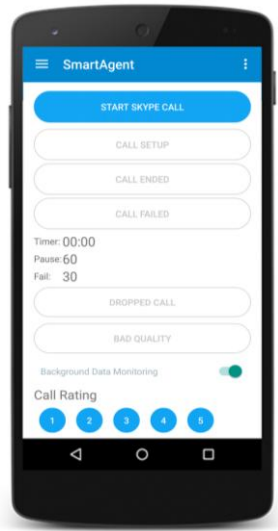 SmartAgent
START SKYPE CALL
CALL SETUP
CALL ENDED
CALL FAILED
Timer: 00:00
Pause: 60
Fail: 30
DROPPED CALL
BAD QUALITY
Background Data Monitoring
Call Rating
1 2 3 4 5